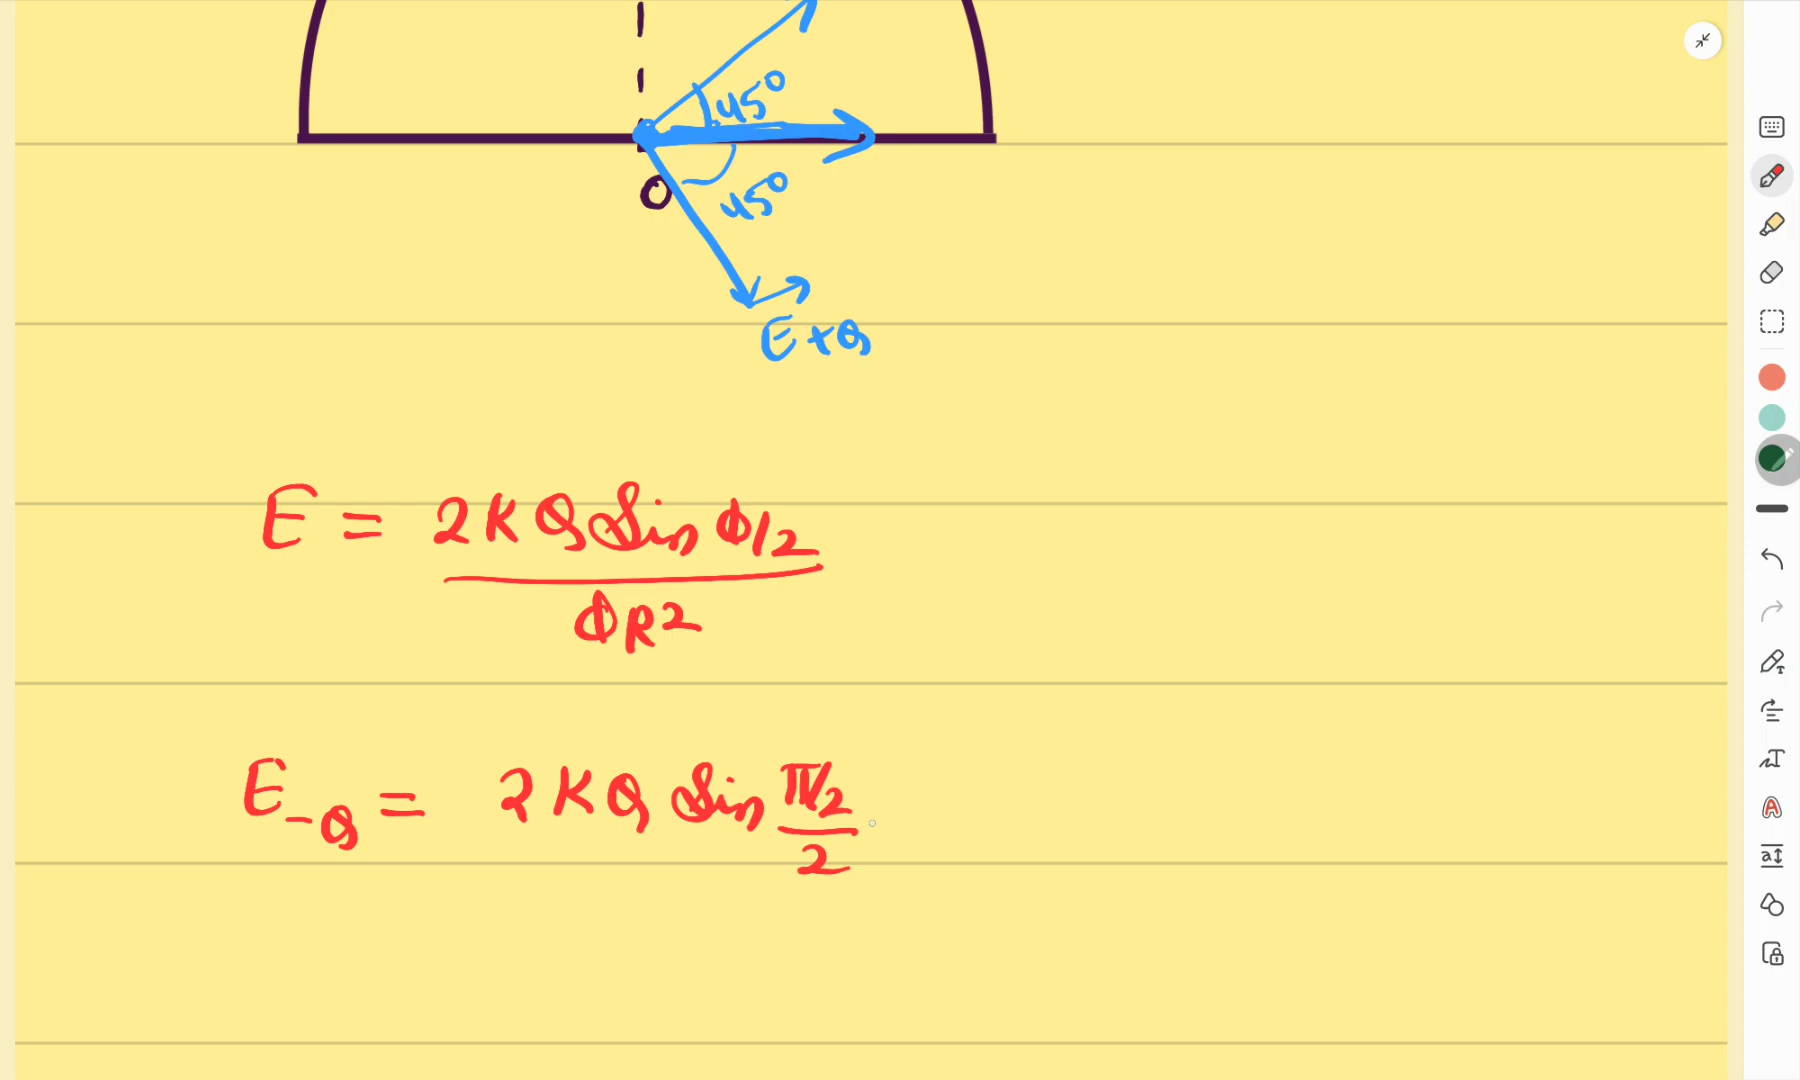 45°
O
45°
E+Q
E = 2KQ Sin Φ/2
ΦR²
E-Q = 2KQ Sin π/2
2